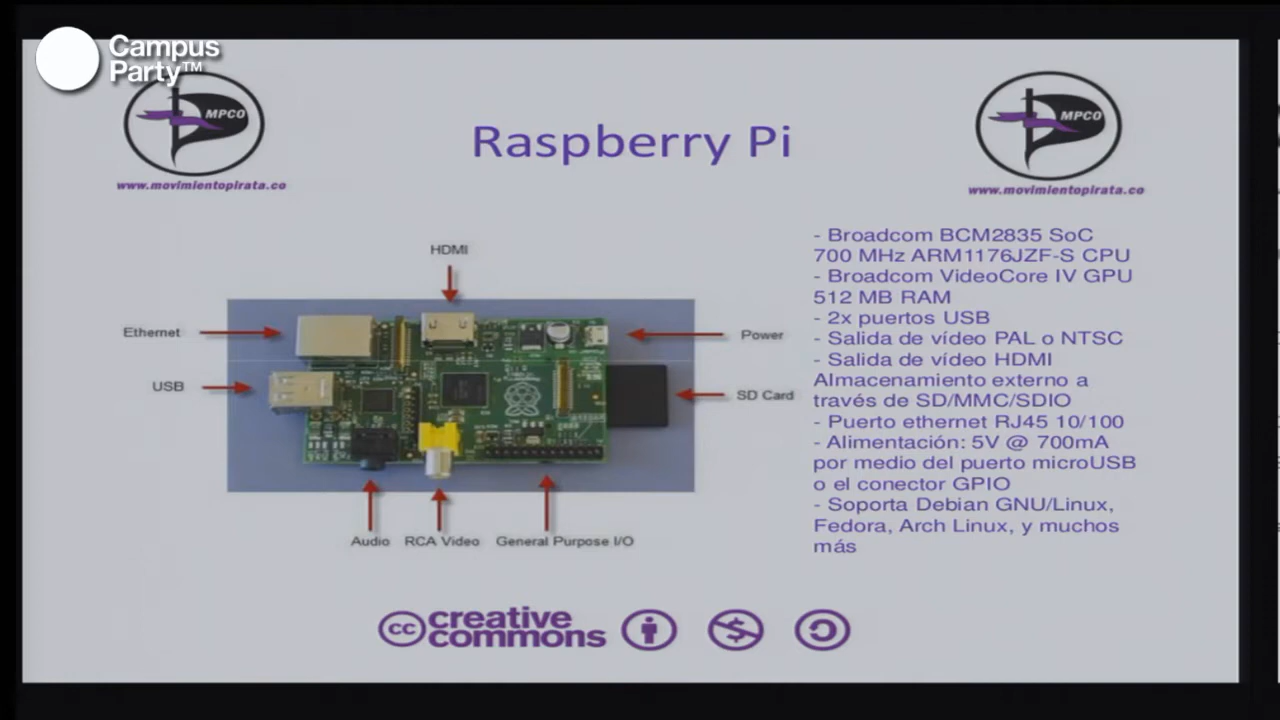 Campus
Party™
MPCO
www.movimientopirata.co
MPCO
www.movimientopirata.co
Raspberry Pi
HDMI
Ethernet
USB
Power
SD Card
Audio
RCA Video
General Purpose I/O
- Broadcom BCM2835 SoC
700 MHz ARM1176JZF-S CPU
- Broadcom VideoCore IV GPU
512 MB RAM
- 2x puertos USB
- Salida de vídeo PAL o NTSC
- Salida de vídeo HDMI
Almacenamiento externo a
través de SD/MMC/SDIO
- Puerto ethernet RJ45 10/100
- Alimentación: 5V @ 700mA
por medio del puerto microUSB
o el conector GPIO
- Soporta Debian GNU/Linux,
Fedora, Arch Linux, y muchos
más
cc creative
commons